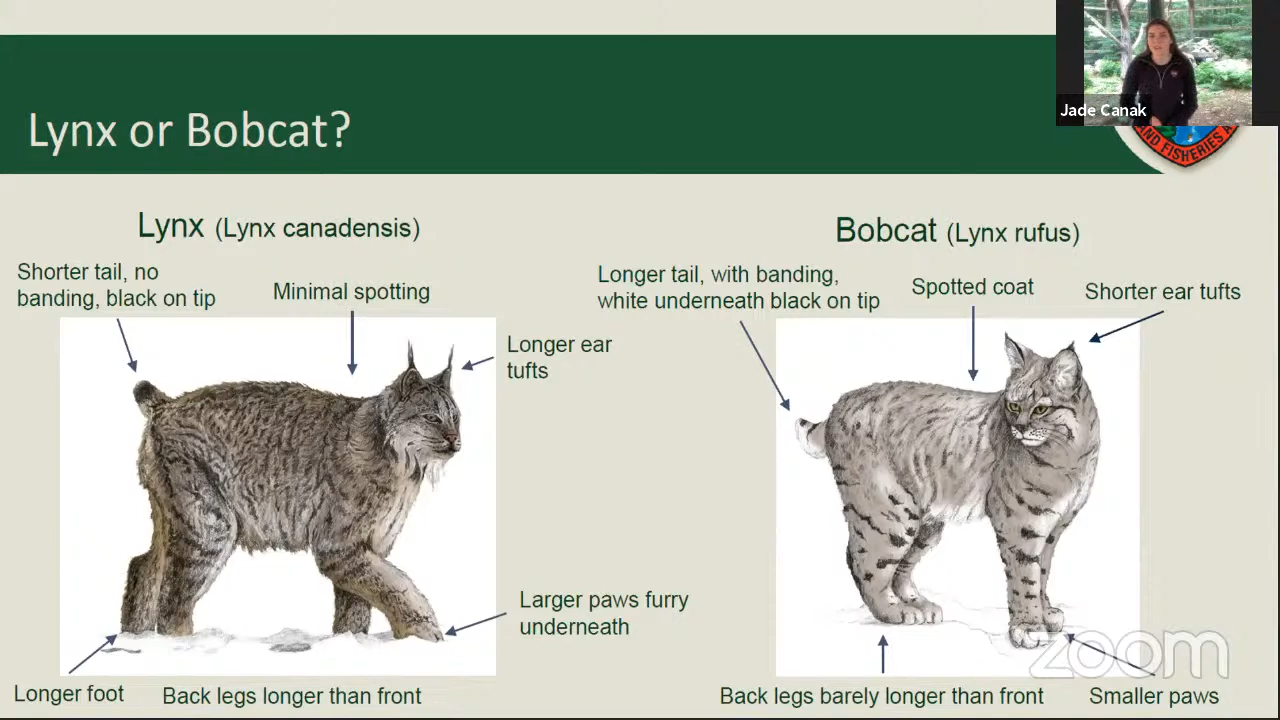 Jade Canak
AND FISHERIES
Lynx or Bobcat?
Lynx (Lynx canadensis)
Shorter tail, no
banding, black on tip
Minimal spotting
Longer ear
tufts
Larger paws furry
underneath
Longer foot
Back legs longer than front
Bobcat (Lynx rufus)
Longer tail, with banding,
white underneath black on tip
Spotted coat
Shorter ear tufts
Back legs barely longer than front
Smaller paws
zoom